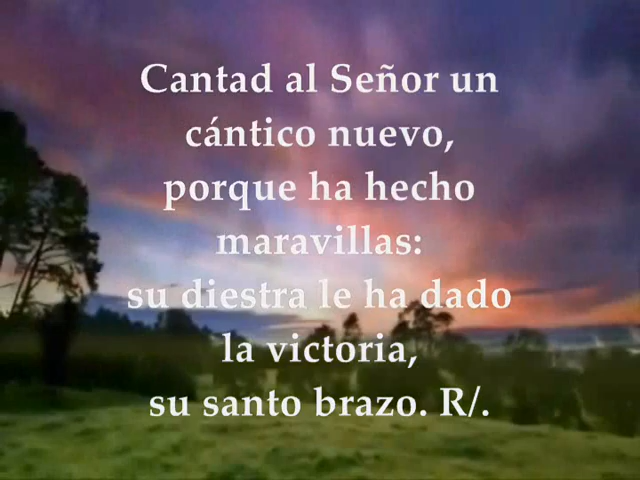 Cantad al Señor un
cántico nuevo,
porque ha hecho
maravillas:
su diestra le ha dado
la victoria,
su santo brazo. R/.